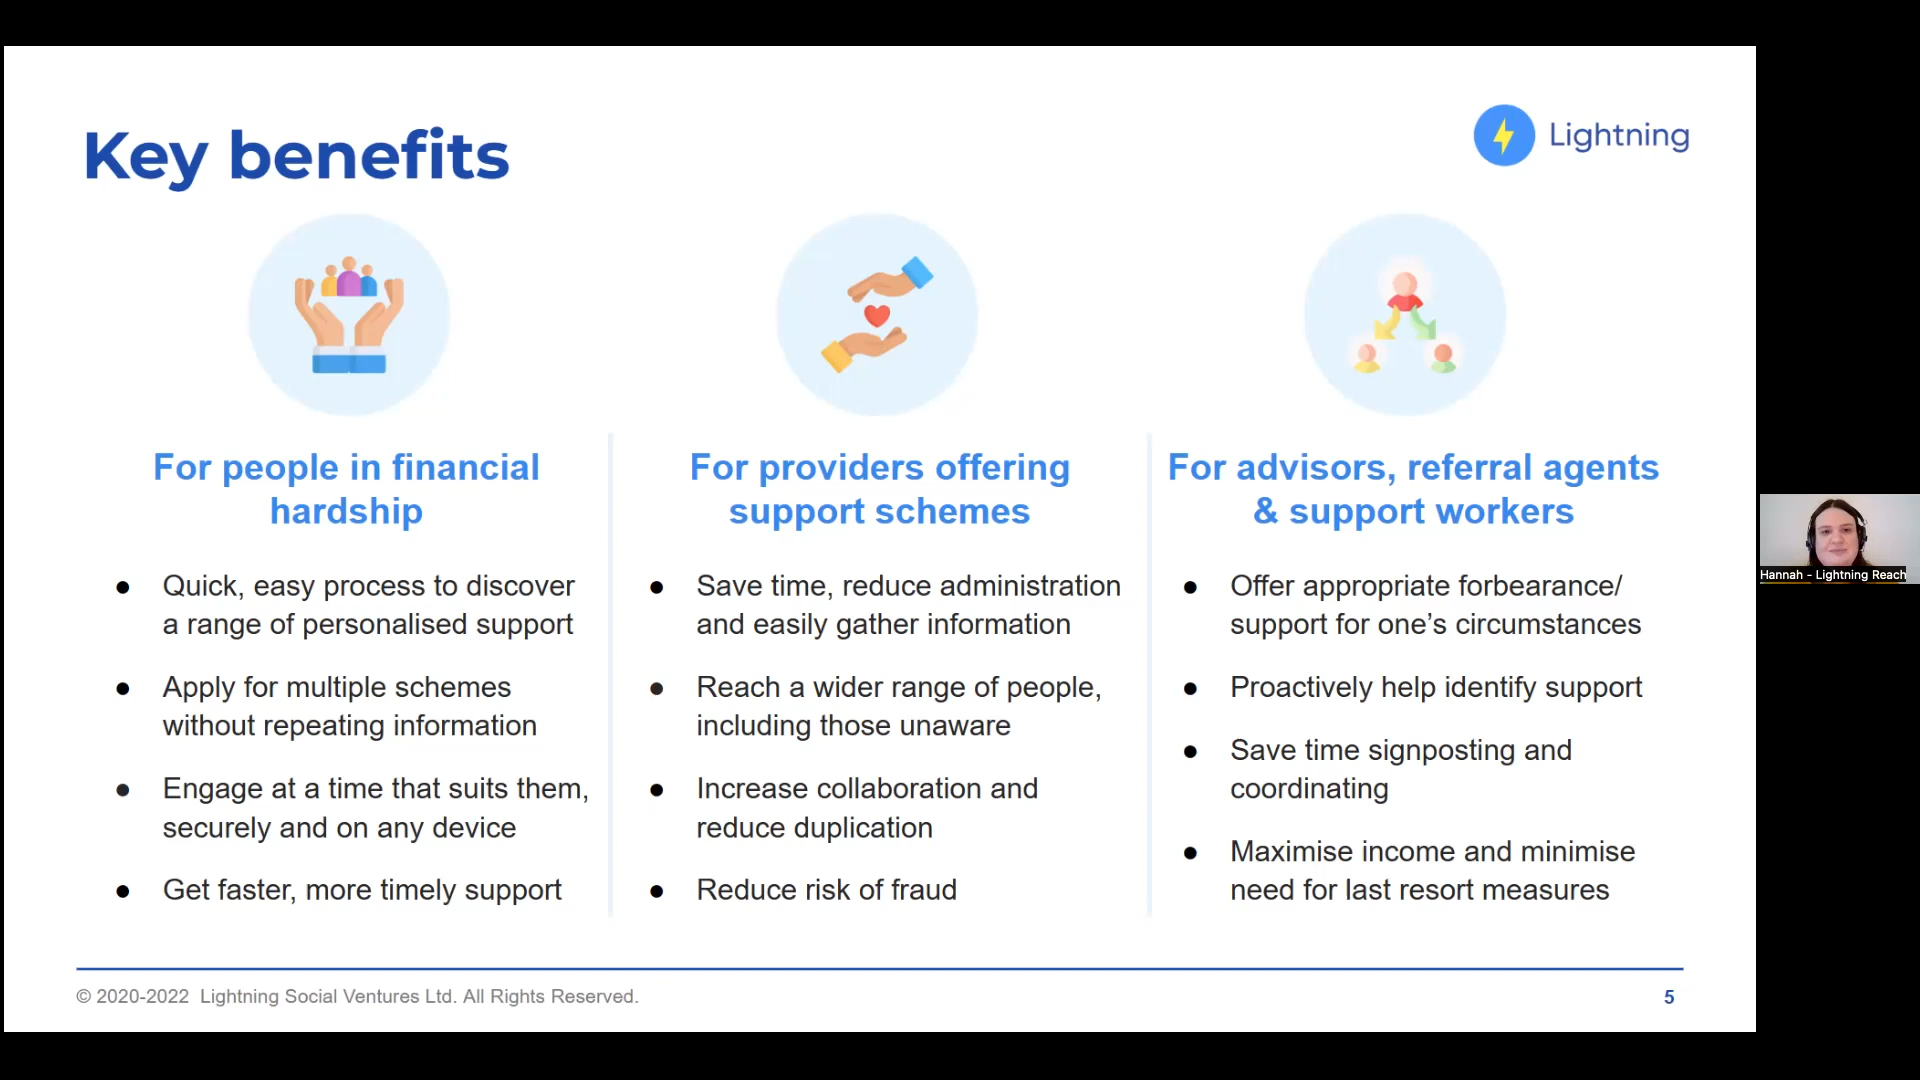 Key benefits
Lightning
For people in financial
hardship
● Quick, easy process to discover
a range of personalised support
● Apply for multiple schemes
without repeating information
● Engage at a time that suits them,
securely and on any device
● Get faster, more timely support
For providers offering
support schemes
● Save time, reduce administration
and easily gather information
● Reach a wider range of people,
including those unaware
● Increase collaboration and
reduce duplication
● Reduce risk of fraud
For advisors, referral agents
& support workers
● Offer appropriate forbearance/
support for one’s circumstances
● Proactively help identify support
● Save time signposting and
coordinating
● Maximise income and minimise
need for last resort measures
Hannah - Lightning Reach
© 2020-2022 Lightning Social Ventures Ltd. All Rights Reserved.
5